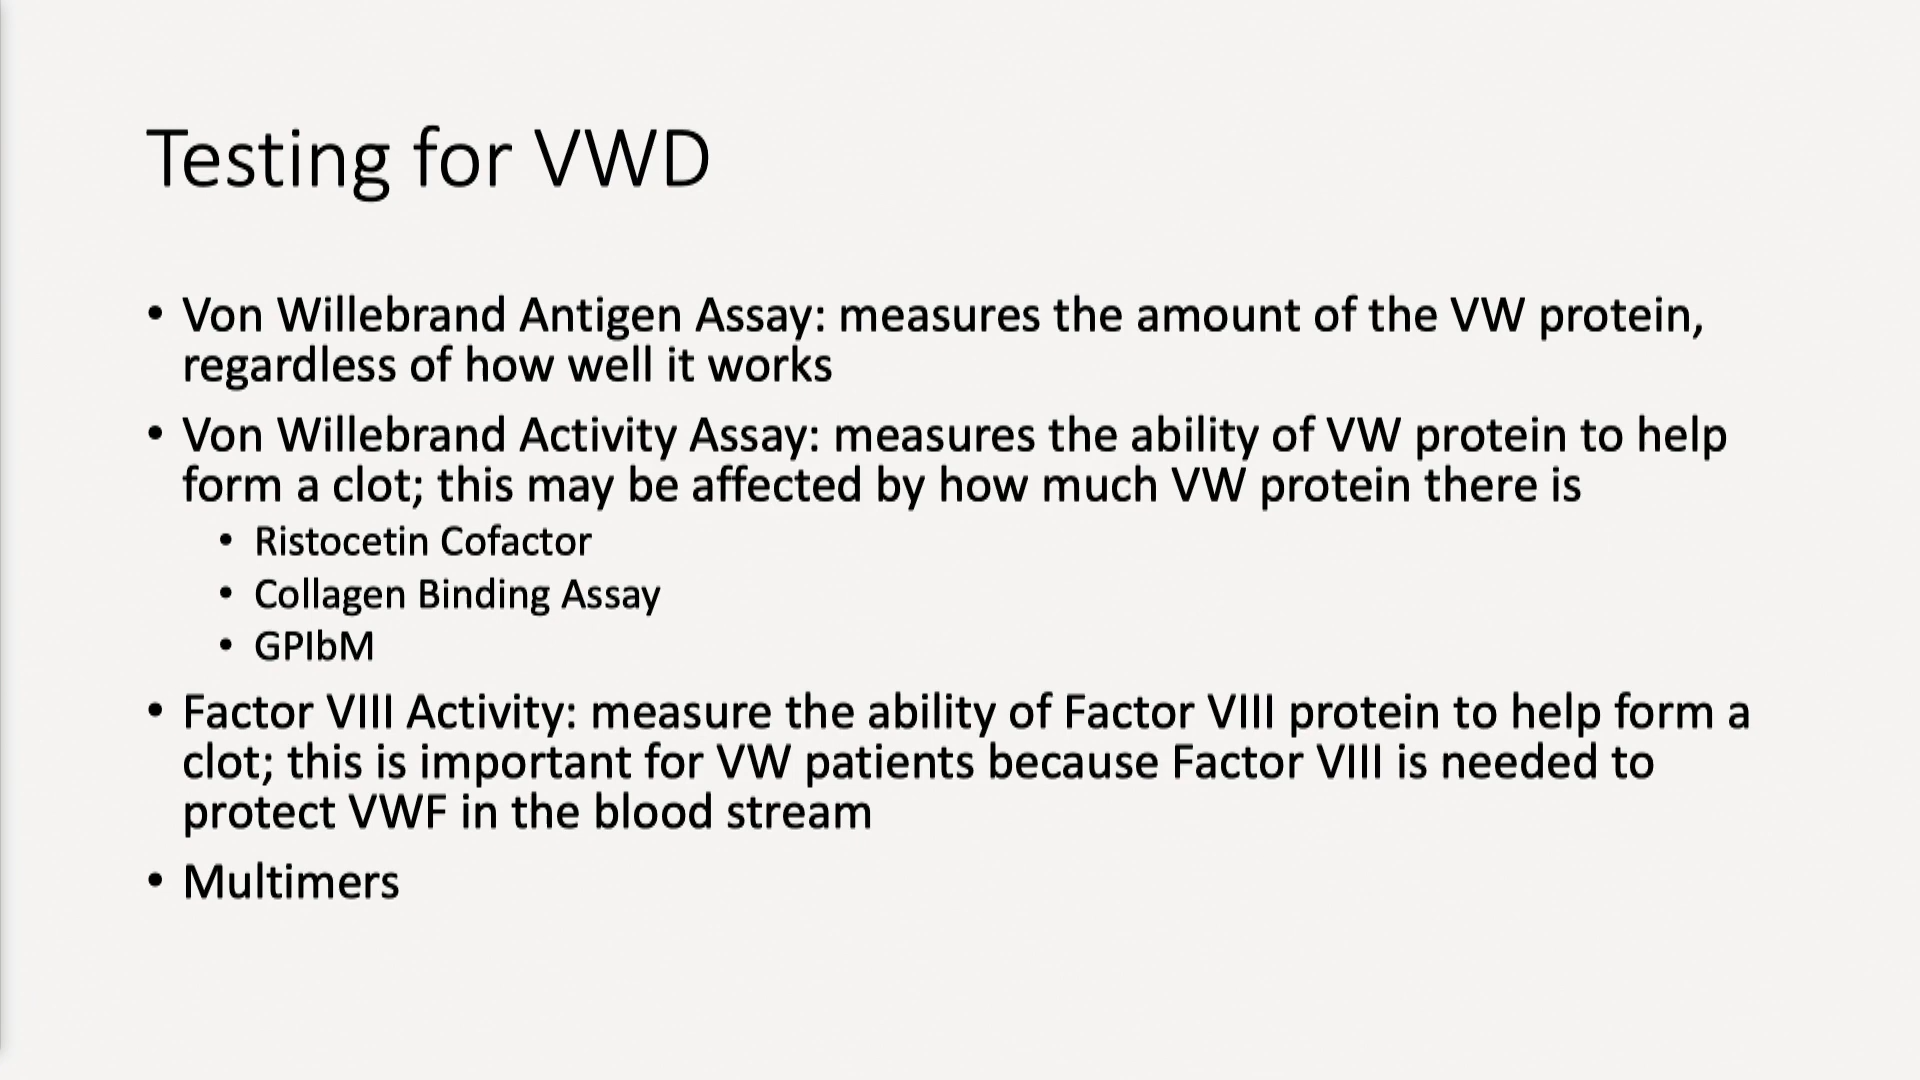 Testing for VWD
• Von Willebrand Antigen Assay: measures the amount of the VW protein,
regardless of how well it works
• Von Willebrand Activity Assay: measures the ability of VW protein to help
form a clot; this may be affected by how much VW protein there is
• Ristocetin Cofactor
• Collagen Binding Assay
• GPIbM
• Factor VIII Activity: measure the ability of Factor VIII protein to help form a
clot; this is important for VW patients because Factor VIII is needed to
protect VWF in the blood stream
• Multimers